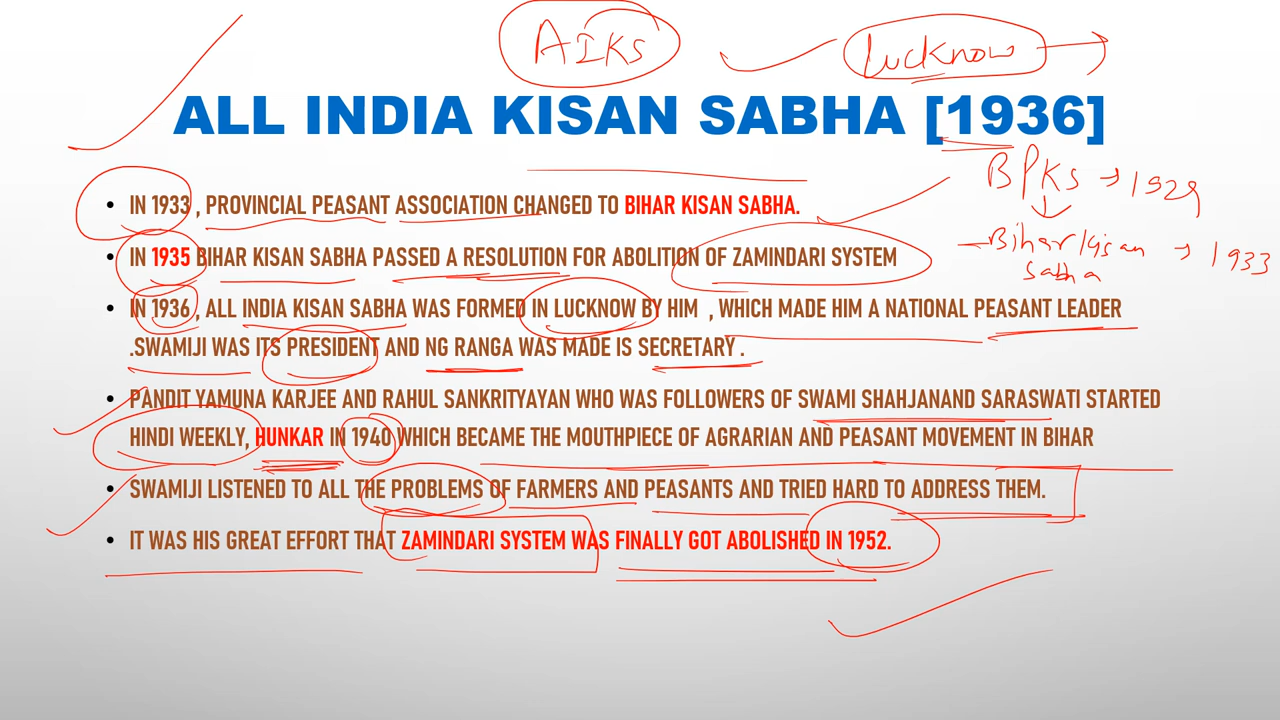 AIKS
Lucknow
ALL INDIA KISAN SABHA [1936]
BPKS → 1929
• IN 1933 , PROVINCIAL PEASANT ASSOCIATION CHANGED TO BIHAR KISAN SABHA.
Bihar Kisan → 1933
Sabha
• IN 1935 BIHAR KISAN SABHA PASSED A RESOLUTION FOR ABOLITION OF ZAMINDARI SYSTEM
• IN 1936 , ALL INDIA KISAN SABHA WAS FORMED IN LUCKNOW BY HIM , WHICH MADE HIM A NATIONAL PEASANT LEADER
.SWAMIJI WAS ITS PRESIDENT AND NG RANGA WAS MADE IS SECRETARY .
• PANDIT YAMUNA KARJEE AND RAHUL SANKRITYAYAN WHO WAS FOLLOWERS OF SWAMI SHAHJANAND SARASWATI STARTED
HINDI WEEKLY, HUNKAR IN 1940 WHICH BECAME THE MOUTHPIECE OF AGRARIAN AND PEASANT MOVEMENT IN BIHAR
• SWAMIJI LISTENED TO ALL THE PROBLEMS OF FARMERS AND PEASANTS AND TRIED HARD TO ADDRESS THEM.
• IT WAS HIS GREAT EFFORT THAT ZAMINDARI SYSTEM WAS FINALLY GOT ABOLISHED IN 1952.